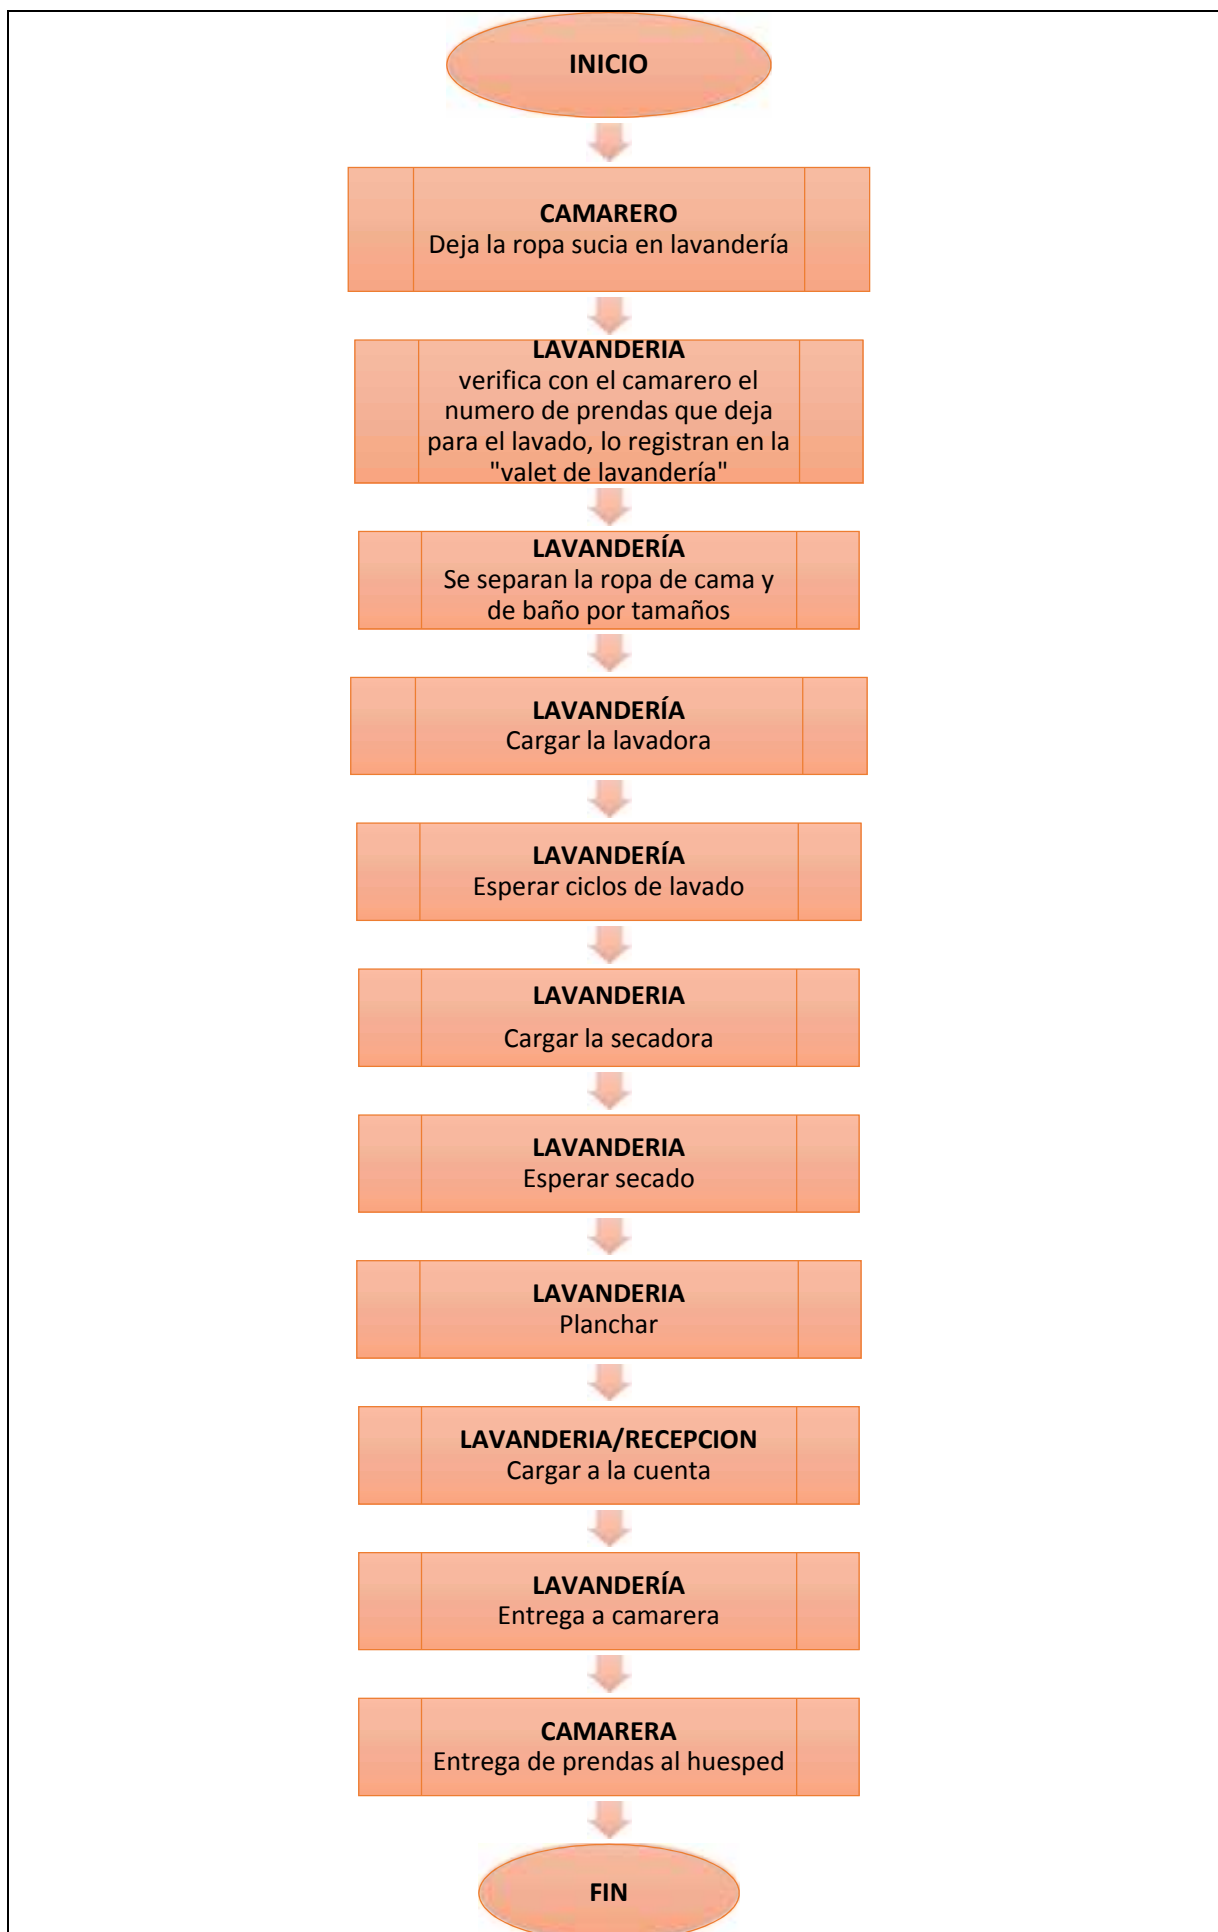 INICIO
CAMARERO
Deja la ropa sucia en lavandería
LAVANDERIA
verifica con el camarero el
numero de prendas que deja
para el lavado, lo registran en la
"valet de lavandería"
LAVANDERÍA
Se separan la ropa de cama y
de baño por tamaños
LAVANDERÍA
Cargar la lavadora
LAVANDERÍA
Esperar ciclos de lavado
LAVANDERIA
Cargar la secadora
LAVANDERIA
Esperar secado
LAVANDERIA
Planchar
LAVANDERIA/RECEPCION
Cargar a la cuenta
LAVANDERÍA
Entrega a camarera
CAMARERA
Entrega de prendas al huesped
FIN